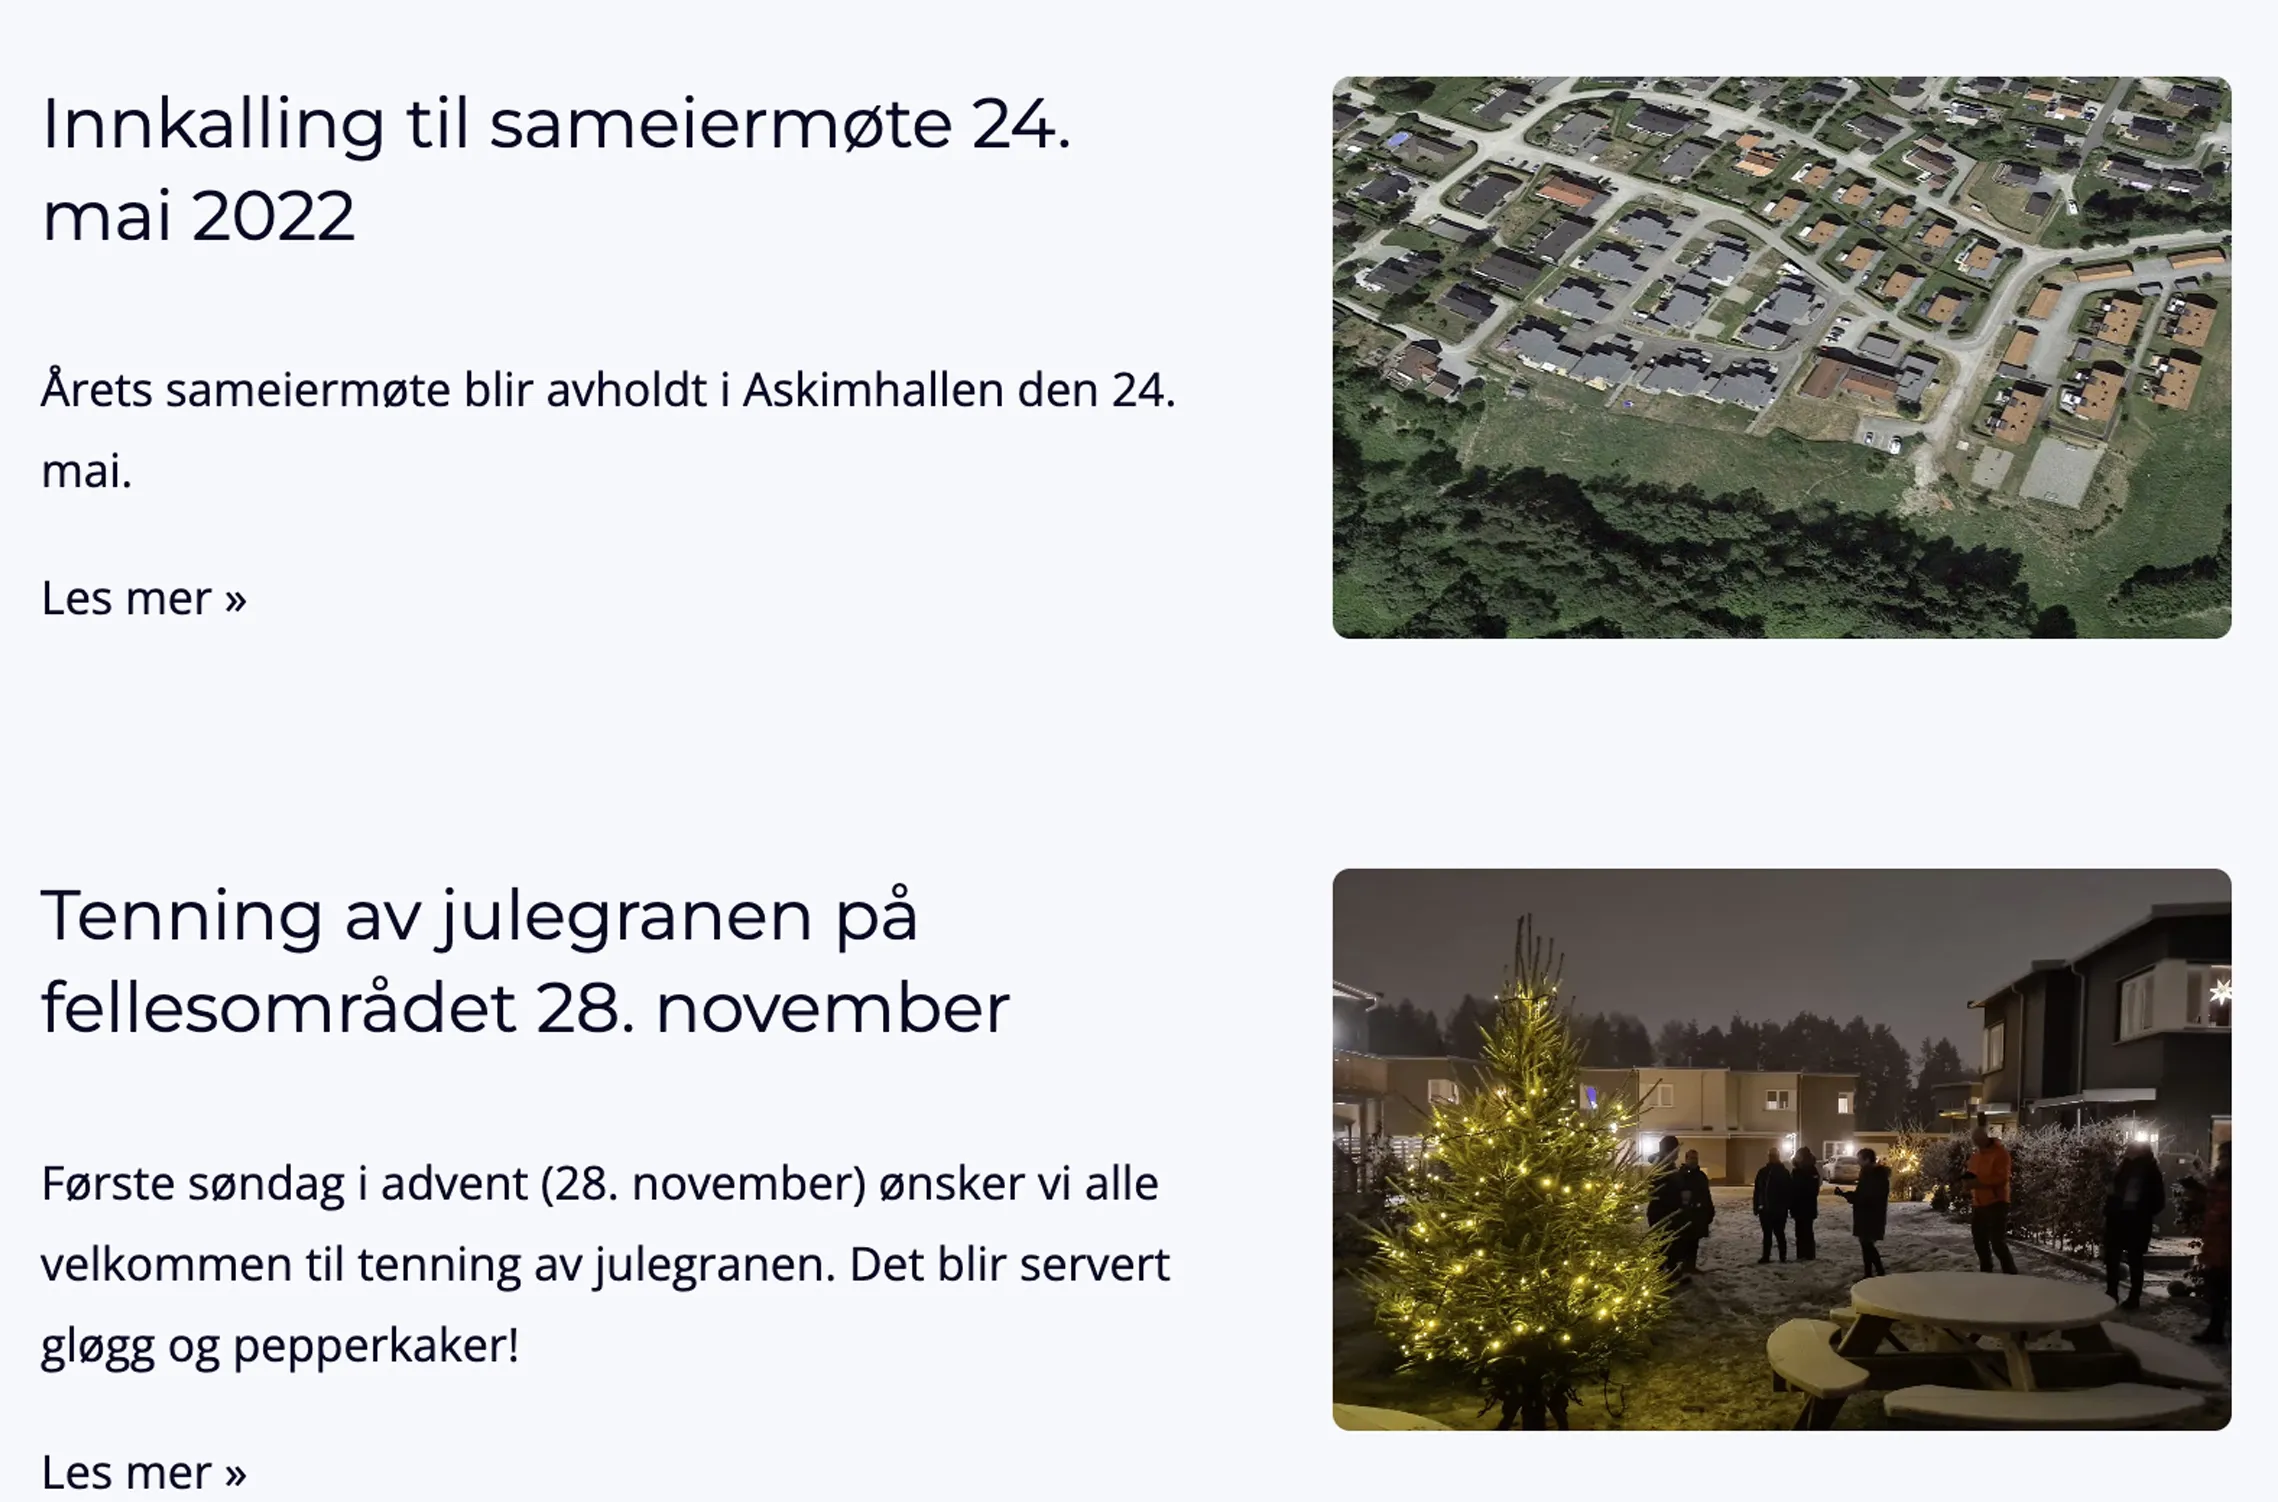 Innkalling til sameiermøte 24.
mai 2022
Årets sameiermøte blir avholdt i Askimhallen den 24.
mai.
Les mer »
Tenning av julegranen på
fellesområdet 28. november
Første søndag i advent (28. november) ønsker vi alle
velkommen til tenning av julegranen. Det blir servert
gløgg og pepperkaker!
Les mer »